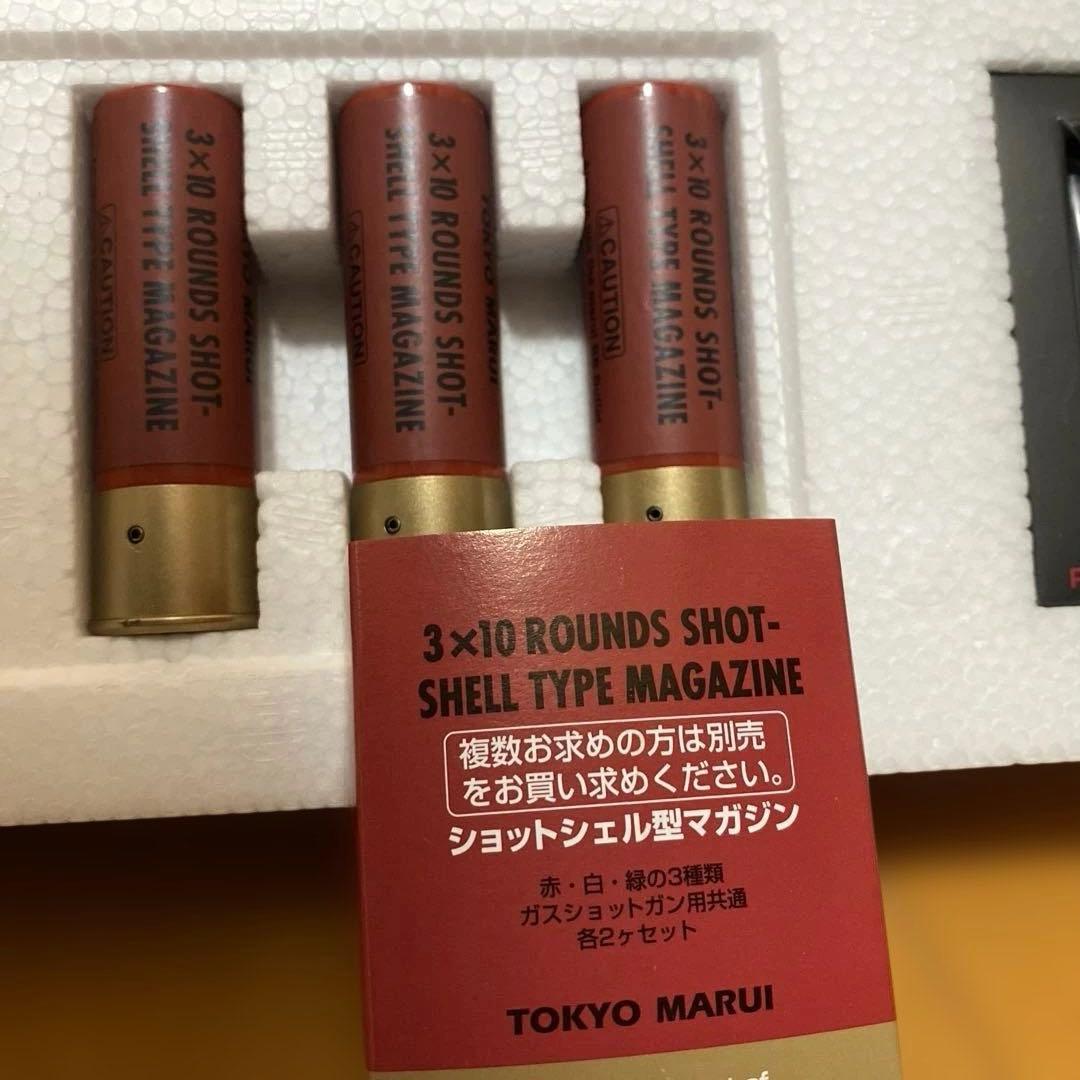 3×10 ROUNDS SHOT-
SHELL TYPE MAGAZINE
⚠CAUTION
3×10 ROUNDS SHOT-
SHELL TYPE MAGAZINE
⚠CAUTION
TOKYO MARUI
3×10 ROUNDS SHOT-
SHELL TYPE MAGAZINE
⚠CAUTION
3×10 ROUNDS SHOT-
SHELL TYPE MAGAZINE
複数お求めの方は別売
をお買い求めください。
ショットシェル型マガジン
赤・白・緑の3種類
ガスショットガン用共通
各2ヶセット
TOKYO MARUI